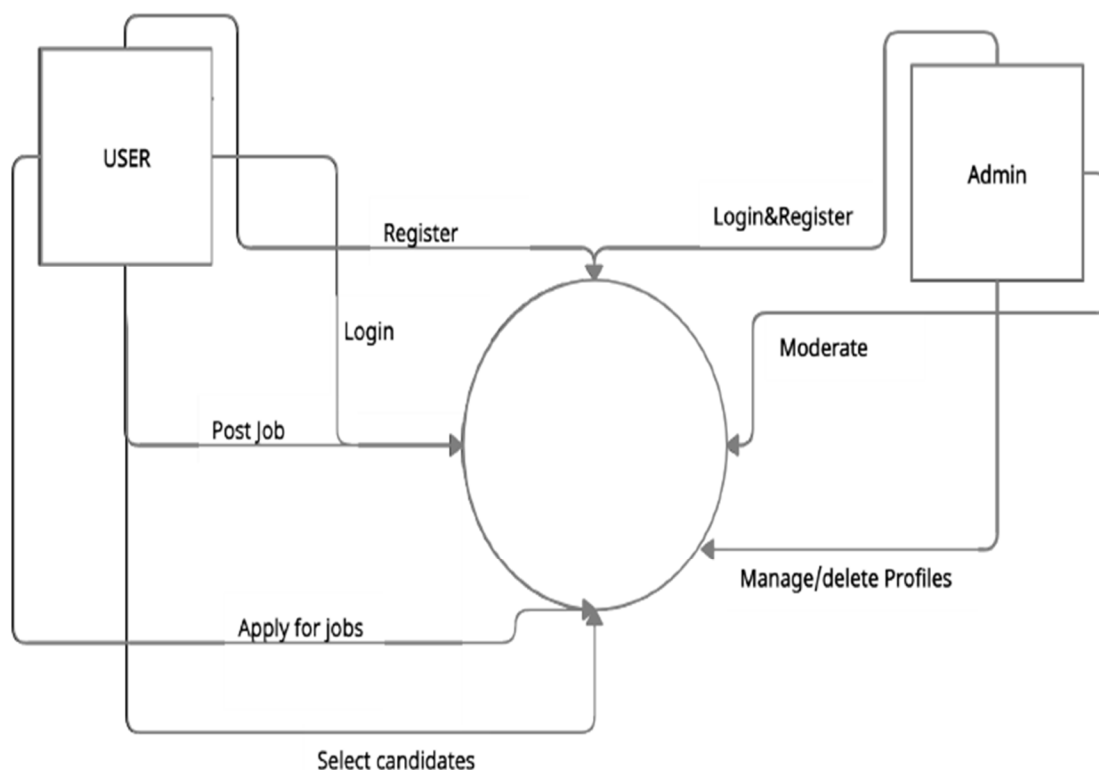 USER
Admin
Login&Register
Register
Login
Moderate
Post Job
Manage/delete Profiles
Apply for jobs
Select candidates